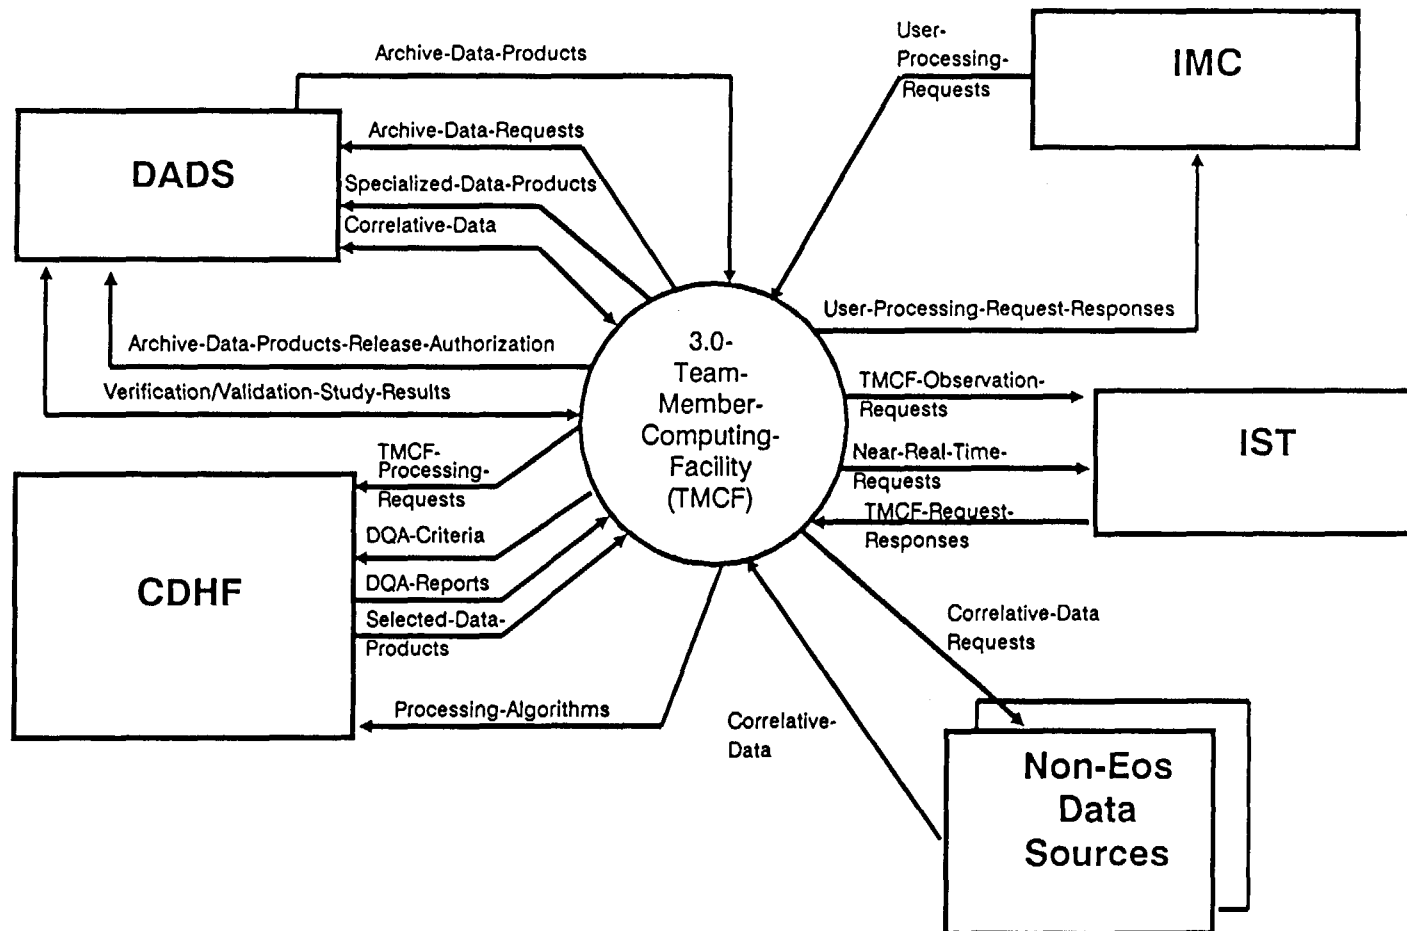 Archive-Data-Products
User-
Processing-
Requests
IMC
Archive-Data-Requests
DADS
Specialized-Data-Products
Correlative-Data
User-Processing-Request-Responses
Archive-Data-Products-Release-Authorization
Verification/Validation-Study-Results
3.0-
Team-
Member-
Computing-
Facility
(TMCF)
TMCF-Observation-
Requests
IST
Near-Real-Time-
Requests
TMCF-Request-
Responses
TMCF-
Processing-
Requests
DQA-Criteria
CDHF
DQA-Reports
Selected-Data-
Products
Processing-Algorithms
Correlative-Data
Requests
Correlative-
Data
Non-Eos
Data
Sources